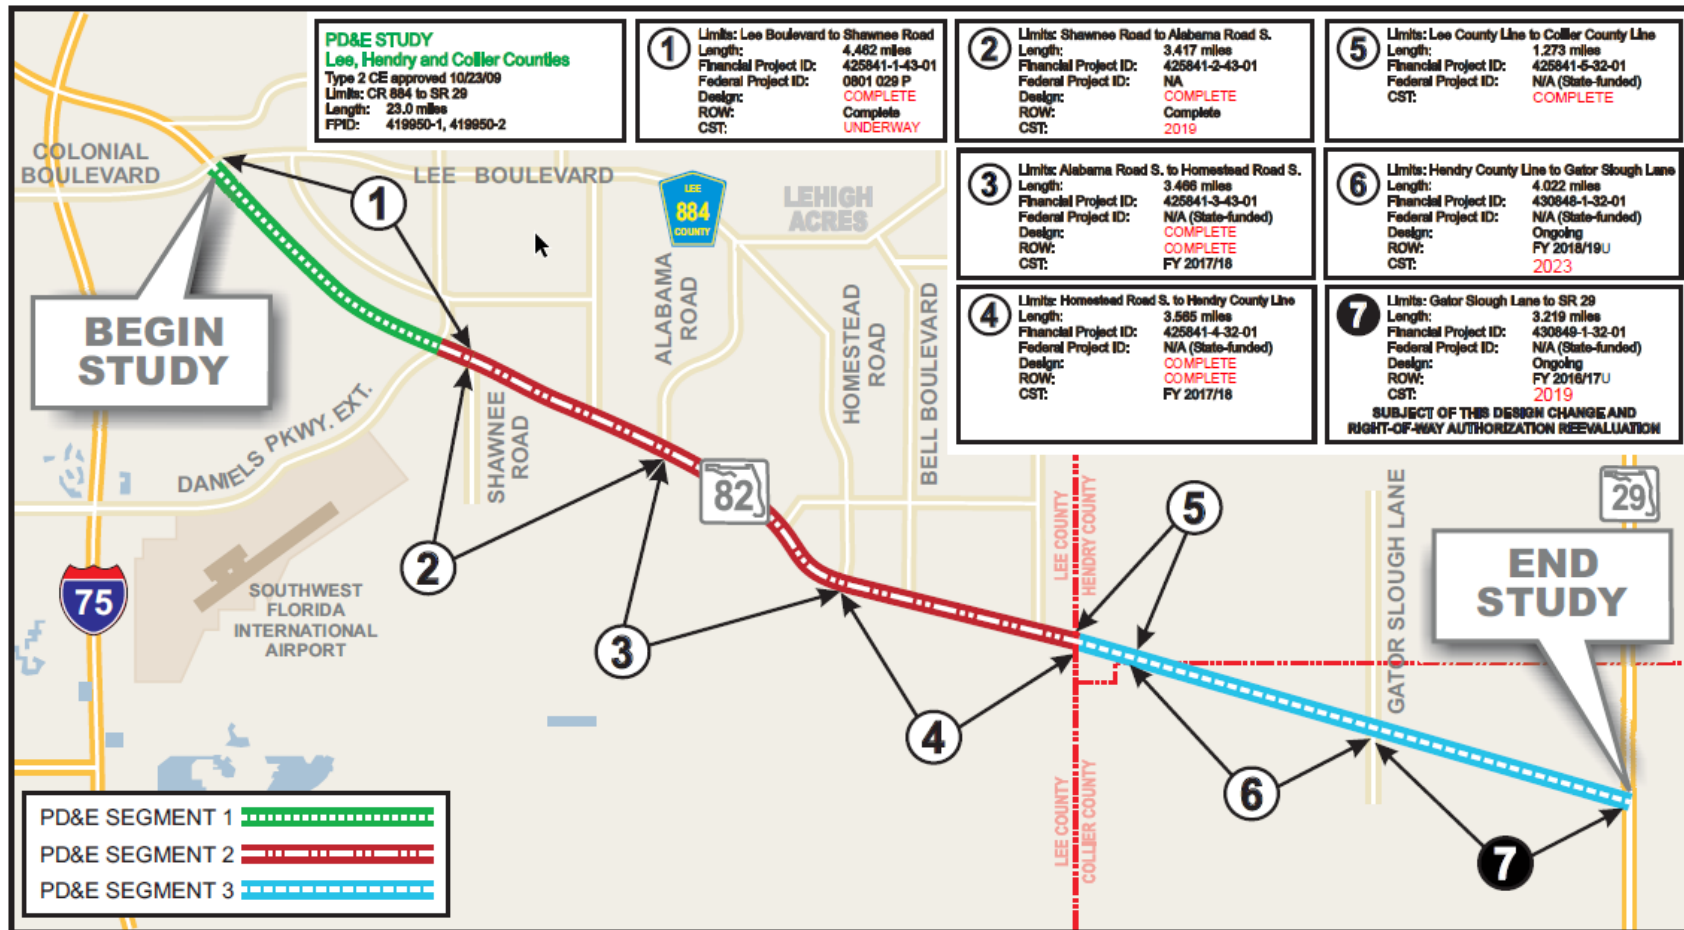 PD&E STUDY
Lee, Hendry and Collier Counties
Type 2 CE approved 10/23/09
Limits: CR 884 to SR 29
Length: 23.0 miles
FPID: 419950-1, 419950-2
1
Limits: Lee Boulevard to Shawnee Road
Length: 4.462 miles
Financial Project ID: 425841-1-43-01
Federal Project ID: 0801 029 P
Design: COMPLETE
ROW: Complete
CST: UNDERWAY
2
Limits: Shawnee Road to Alabama Road S.
Length: 3.417 miles
Financial Project ID: 425841-2-43-01
Federal Project ID: NA
Design: COMPLETE
ROW: Complete
CST: 2019
5
Limits: Lee County Line to Collier County Line
Length: 1.273 miles
Financial Project ID: 425841-5-32-01
Federal Project ID: N/A (State-funded)
CST: COMPLETE
3
Limits: Alabama Road S. to Homestead Road S.
Length: 3.466 miles
Financial Project ID: 425841-3-43-01
Federal Project ID: N/A (State-funded)
Design: COMPLETE
ROW: COMPLETE
CST: FY 2017/18
6
Limits: Hendry County Line to Gator Slough Lane
Length: 4.022 miles
Financial Project ID: 430848-1-32-01
Federal Project ID: N/A (State-funded)
Design: Ongoing
ROW: FY 2018/19U
CST: 2023
4
Limits: Homestead Road S. to Hendry County Line
Length: 3.565 miles
Financial Project ID: 425841-4-32-01
Federal Project ID: N/A (State-funded)
Design: COMPLETE
ROW: COMPLETE
CST: FY 2017/18
7
Limits: Gator Slough Lane to SR 29
Length: 3.219 miles
Financial Project ID: 430849-1-32-01
Federal Project ID: N/A (State-funded)
Design: Ongoing
ROW: FY 2016/17U
CST: 2019
SUBJECT OF THIS DESIGN CHANGE AND
RIGHT-OF-WAY AUTHORIZATION REEVALUATION
COLONIAL
BOULEVARD
LEE BOULEVARD
1
LEE
884
COUNTY
LEHIGH
ACRES
BEGIN
STUDY
ALABAMA
ROAD
HOMESTEAD
ROAD
BELL BOULEVARD
DANIELS PKWY. EXT.
SHAWNEE
ROAD
82
5
LEE COUNTY
HENDRY COUNTY
GATOR SLOUGH LANE
29
END
STUDY
2
75
SOUTHWEST
FLORIDA
INTERNATIONAL
AIRPORT
3
4
6
LEE COUNTY
COLLIER COUNTY
7
PD&E SEGMENT 1
PD&E SEGMENT 2
PD&E SEGMENT 3